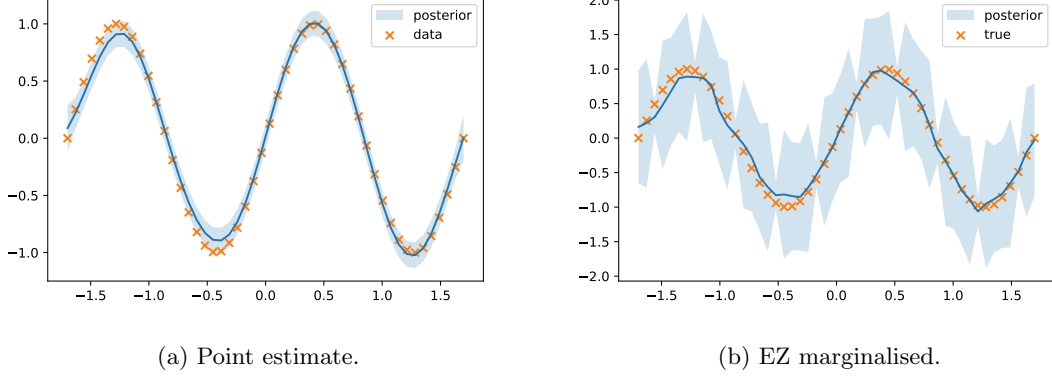 1.0
0.5
0.0
−0.5
−1.0
−1.5 −1.0 −0.5 0.0 0.5 1.0 1.5
posterior
data
(a) Point estimate.
2.0
1.5
1.0
0.5
0.0
−0.5
−1.0
−1.5
−2.0
−1.5 −1.0 −0.5 0.0 0.5 1.0 1.5
posterior
true
(b) EZ marginalised.